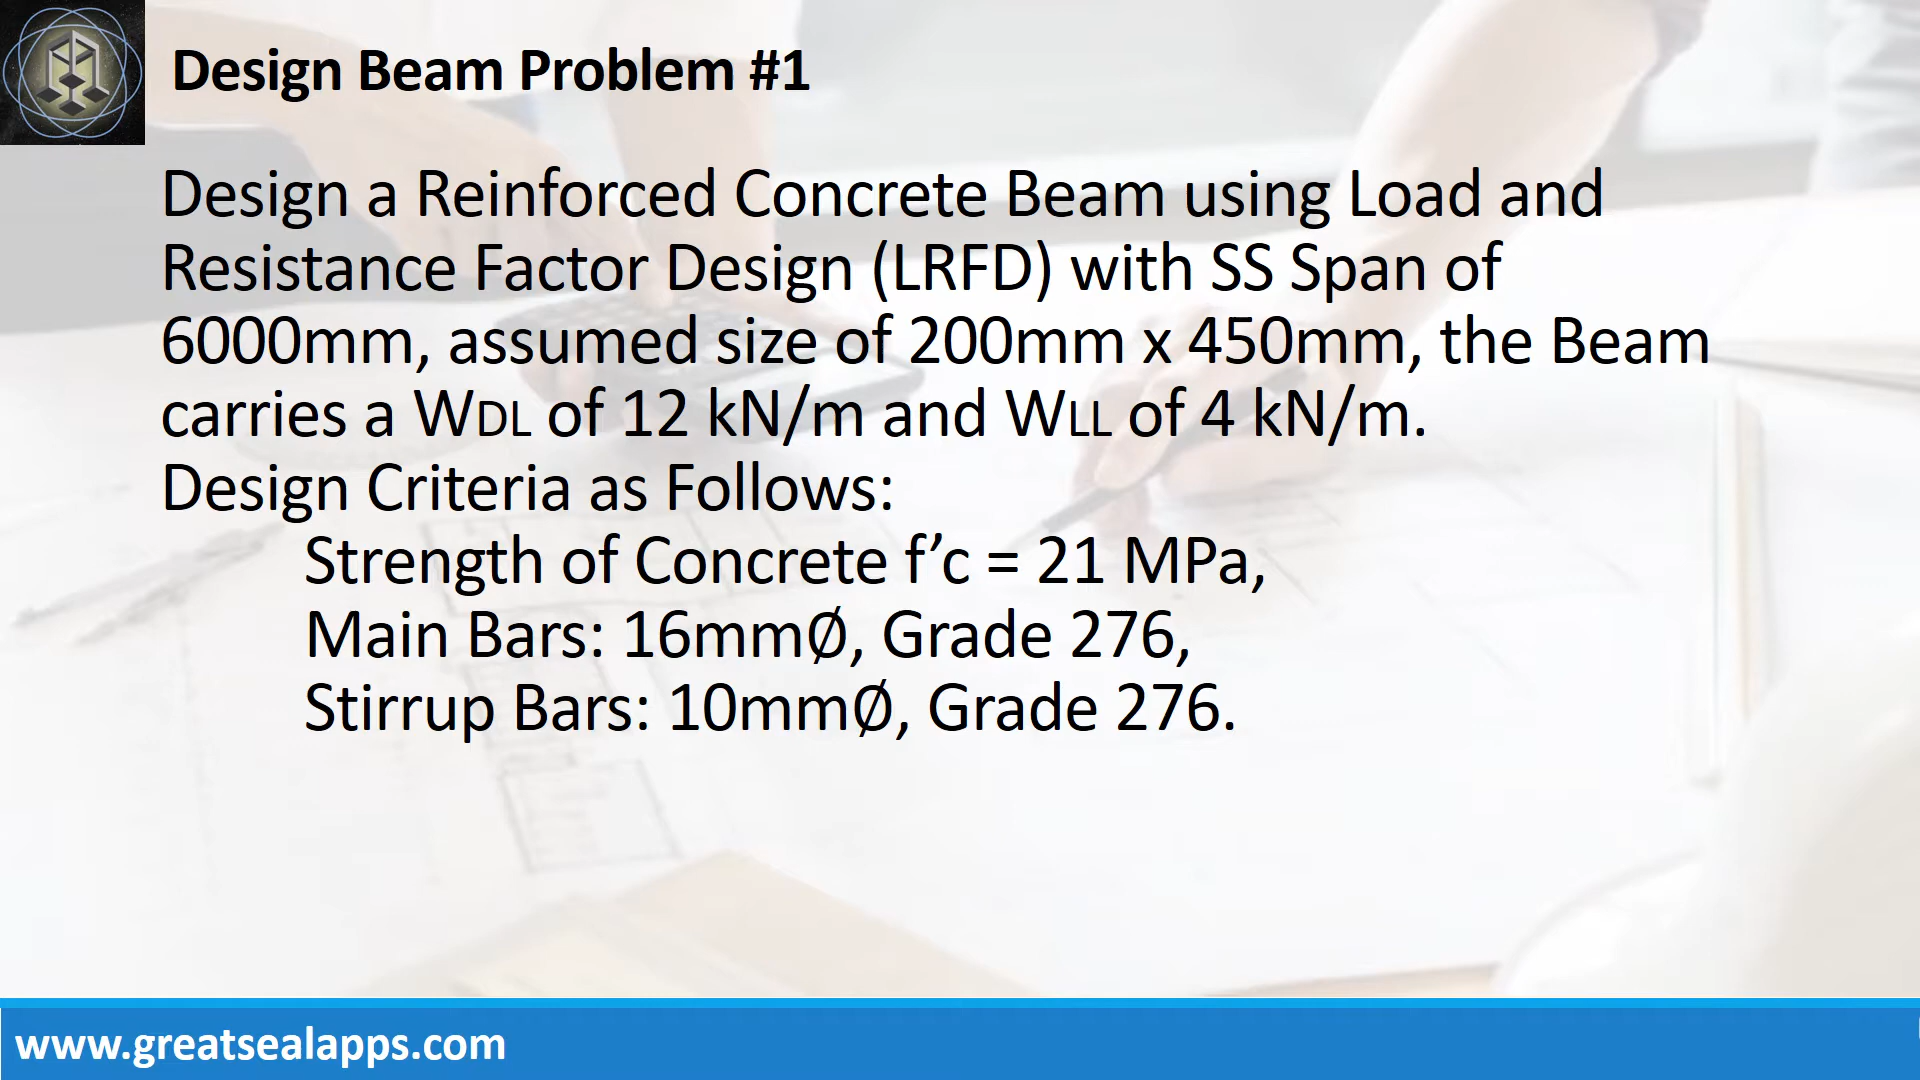 Design Beam Problem #1
Design a Reinforced Concrete Beam using Load and
Resistance Factor Design (LRFD) with SS Span of
6000mm, assumed size of 200mm x 450mm, the Beam
carries a WDL of 12 kN/m and WLL of 4 kN/m.
Design Criteria as Follows:
Strength of Concrete f’c = 21 MPa,
Main Bars: 16mmØ, Grade 276,
Stirrup Bars: 10mmØ, Grade 276.
www.greatsealapps.com